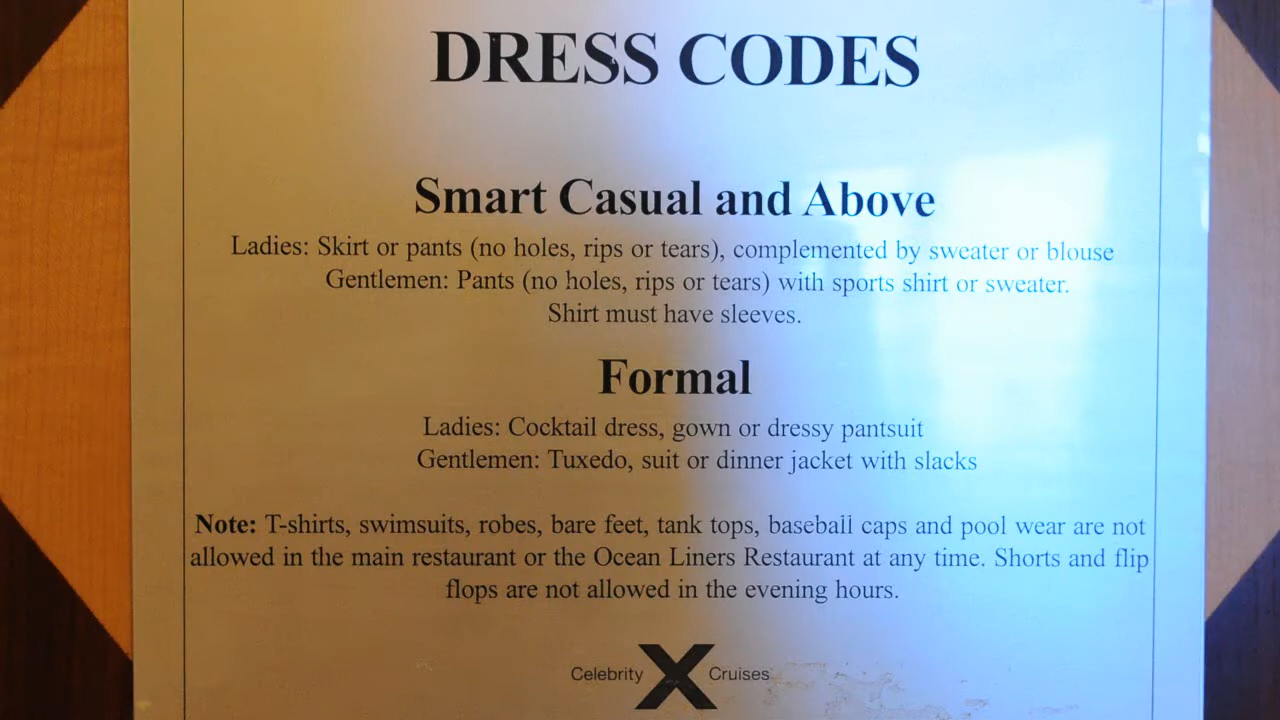 DRESS CODES
Smart Casual and Above
Ladies: Skirt or pants (no holes, rips or tears), complemented by sweater or blouse
Gentlemen: Pants (no holes, rips or tears) with sports shirt or sweater.
Shirt must have sleeves.
Formal
Ladies: Cocktail dress, gown or dressy pantsuit
Gentlemen: Tuxedo, suit or dinner jacket with slacks
Note: T-shirts, swimsuits, robes, bare feet, tank tops, baseball caps and pool wear are not
allowed in the main restaurant or the Ocean Liners Restaurant at any time. Shorts and flip
flops are not allowed in the evening hours.
Celebrity X Cruises